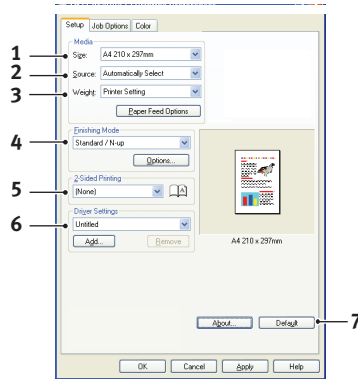 Setup Job Options Color
Media
1 Size: A4 210 x 297mm
2 Source: Automatically Select
3 Weight: Printer Setting
Paper Feed Options
4 Finishing Mode
Standard / N-up
Options...
5 2-Sided Printing
(None) A
6 Driver Settings
Untitled
Add... Remove
A4 210 x 297mm
About... Default 7
OK Cancel Apply Help